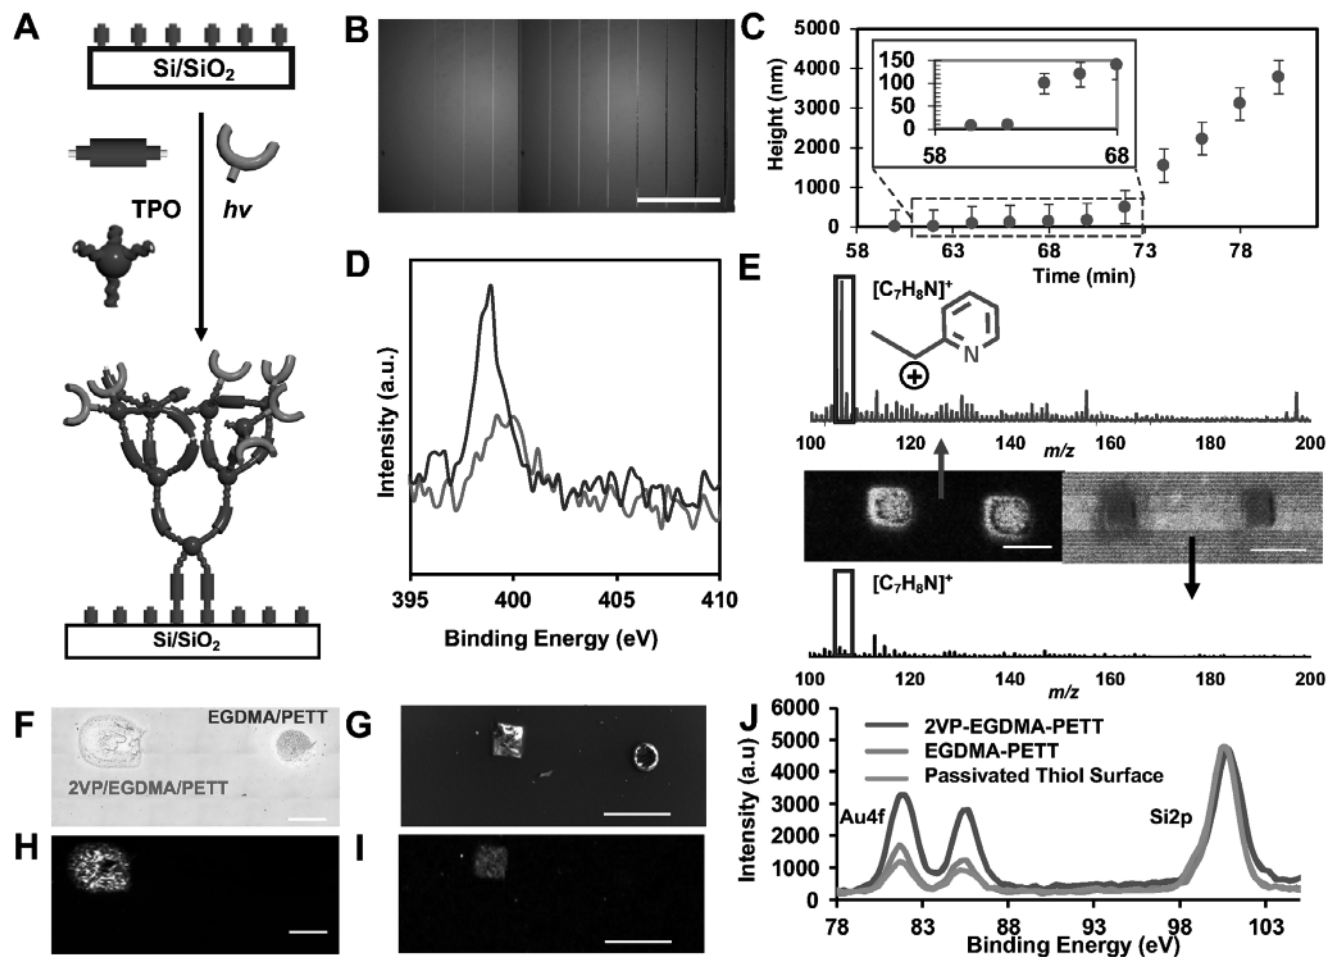 A
Si/SiO2
TPO
hv
Si/SiO2
B
C
Height (nm)
5000
4000
3000
2000
1000
0
150
100
50
0
58
68
58
63
68
73
78
Time (min)
D
Intensity (a.u.)
395
400
405
410
Binding Energy (eV)
E
[C7H8N]+
N
+
100
120
140
160
180
200
m/z
[C7H8N]+
100
120
140
160
180
200
m/z
F
EGDMA/PETT
2VP/EGDMA/PETT
G
H
I
J
Intensity (a.u)
6000
5000
4000
3000
2000
1000
0
2VP-EGDMA-PETT
EGDMA-PETT
Passivated Thiol Surface
Au4f
Si2p
78
83
88
93
98
103
Binding Energy (eV)